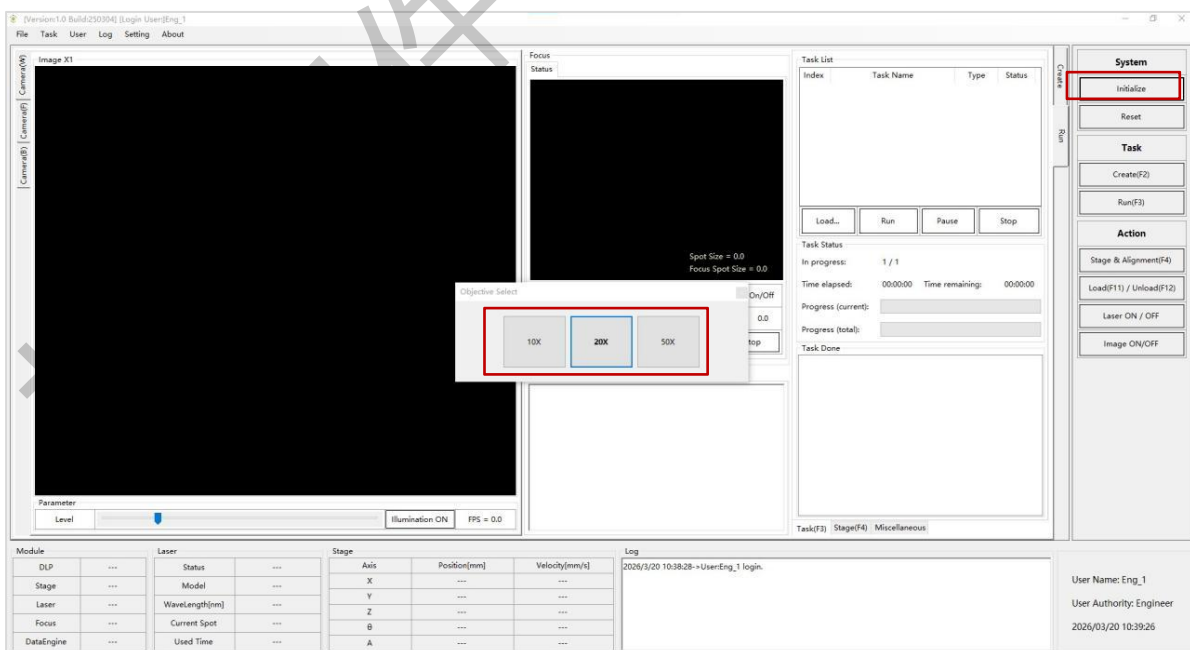 [Version:1.0 Build:250304] [Login User:]Eng_1
File Task User Log Setting About
Camera(W)
Camera(F)
Camera(B)
Image X1
Parameter
Level
Illumination ON
FPS = 0.0
Focus
Status
Spot Size = 0.0
Focus Spot Size = 0.0
On/Off
0.0
Objective Select
10X 20X 50X
Task List
Index Task Name Type Status
Load... Run Pause Stop
Task Status
In progress: 1 / 1
Time elapsed: 00:00:00 Time remaining: 00:00:00
Progress (current):
Progress (total):
Task Done
Task(F3) Stage(F4) Miscellaneous
Create
Run
System
Initialize
Reset
Task
Create(F2)
Run(F3)
Action
Stage & Alignment(F4)
Load(F11) / Unload(F12)
Laser ON / OFF
Image ON/OFF
Module
DLP ---
Stage ---
Laser ---
Focus ---
DataEngine ---
Laser
Status ---
Model ---
WaveLength[nm] ---
Current Spot ---
Used Time ---
Stage
Axis Position[mm] Velocity[mm/s]
X --- ---
Y --- ---
Z --- ---
θ --- ---
A --- ---
Log
2026/3/20 10:38:28->User:Eng_1 login.
User Name: Eng_1
User Authority: Engineer
2026/03/20 10:39:26
件